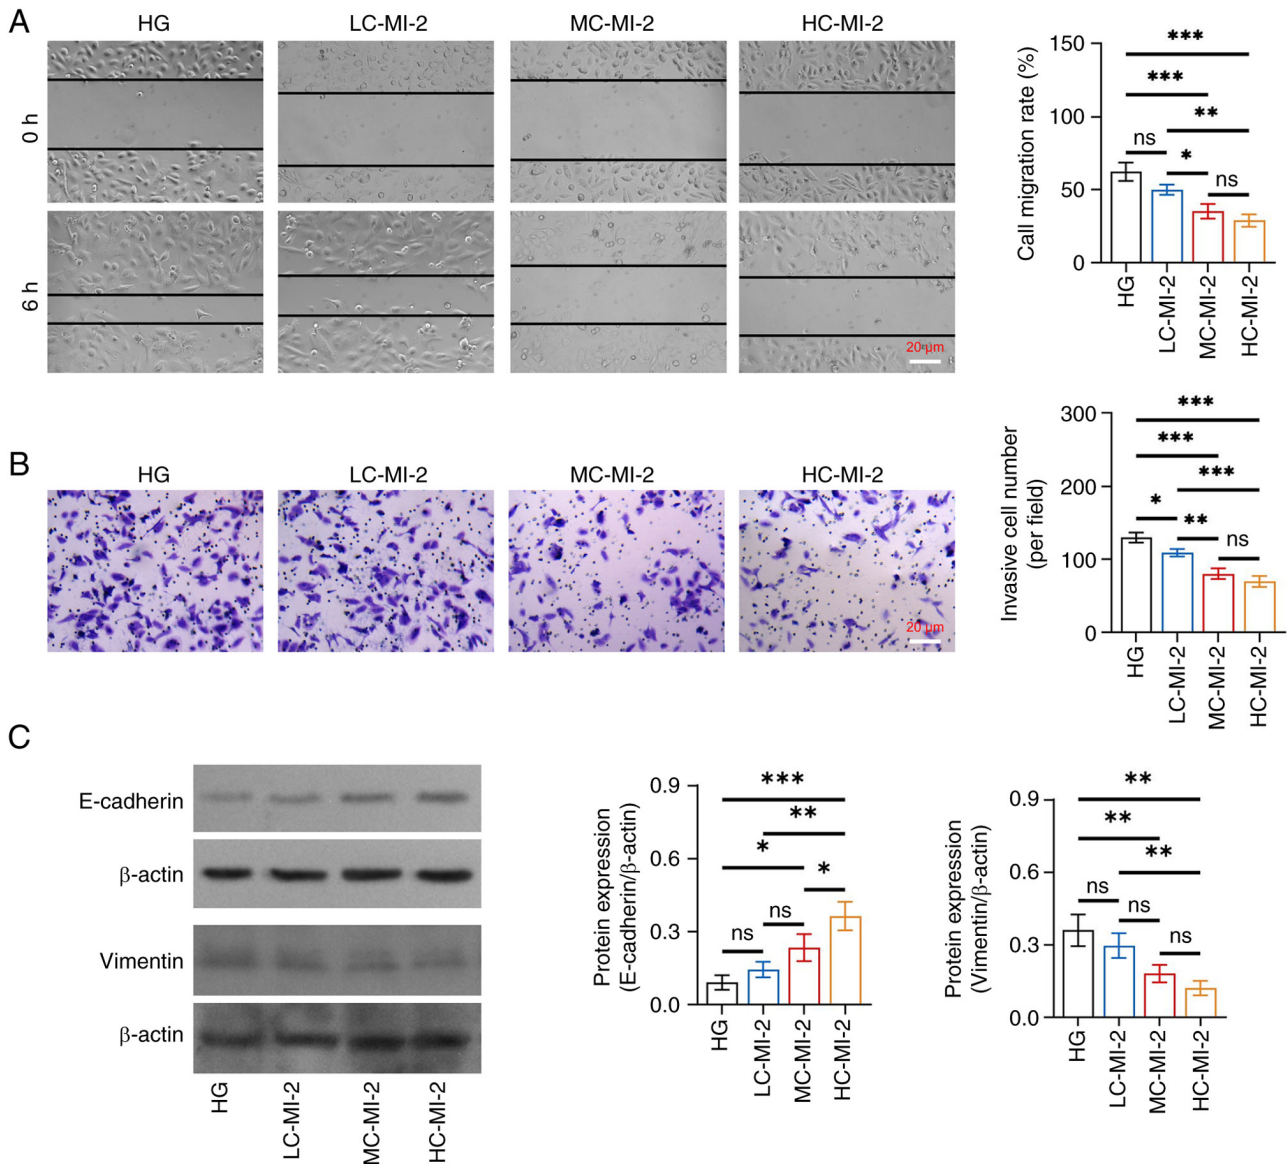 A
HG LC-MI-2 MC-MI-2 HC-MI-2
0 h
6 h
20 μm
Call migration rate (%)
150
100
50
0
***
***
**
ns
*
ns
HG
LC-MI-2
MC-MI-2
HC-MI-2
B
HG LC-MI-2 MC-MI-2 HC-MI-2
20 μm
Invasive cell number
(per field)
300
200
100
0
***
***
***
*
**
ns
HG
LC-MI-2
MC-MI-2
HC-MI-2
C
E-cadherin
β-actin
Vimentin
β-actin
HG
LC-MI-2
MC-MI-2
HC-MI-2
Protein expression
(E-cadherin/β-actin)
0.9
0.6
0.3
0.0
***
**
*
*
ns
ns
HG
LC-MI-2
MC-MI-2
HC-MI-2
Protein expression
(Vimentin/β-actin)
0.9
0.6
0.3
0.0
**
**
**
ns
ns
ns
HG
LC-MI-2
MC-MI-2
HC-MI-2